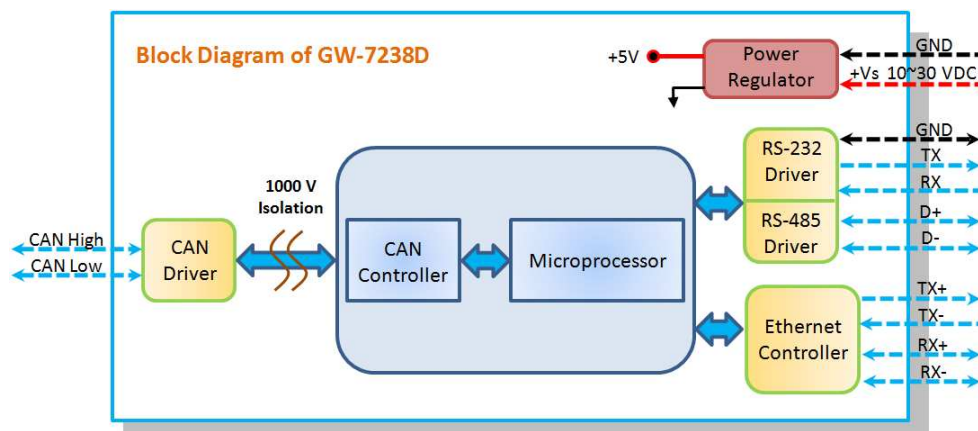 Block Diagram of GW-7238D
+5V
Power
Regulator
GND
+Vs 10~30 VDC
GND
TX
RX
D+
D-
RS-232
Driver
RS-485
Driver
1000 V
Isolation
CAN High
CAN Low
CAN
Driver
CAN
Controller
Microprocessor
Ethernet
Controller
TX+
TX-
RX+
RX-